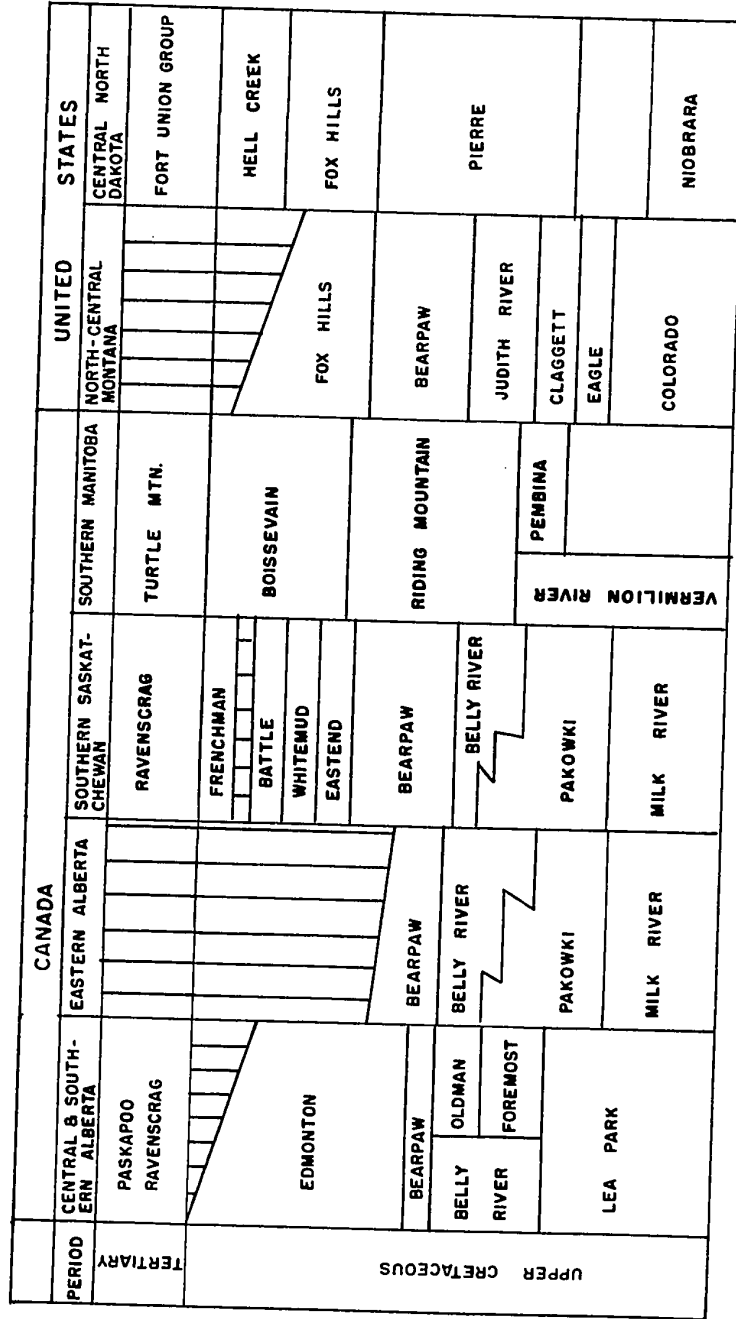 CANADA
UNITED STATES
PERIOD
CENTRAL & SOUTH-
ERN ALBERTA
EASTERN ALBERTA
SOUTHERN SASKAT-
CHEWAN
SOUTHERN MANITOBA
NORTH-CENTRAL
MONTANA
CENTRAL NORTH
DAKOTA
TERTIARY
UPPER CRETACEOUS
PASKAPOO
RAVENSCRAG
EDMONTON
BEARPAW
BELLY
RIVER
OLDMAN
FOREMOST
LEA PARK
BEARPAW
BELLY RIVER
PAKOWKI
MILK RIVER
RAVENSCRAG
FRENCHMAN
BATTLE
WHITEMUD
EASTEND
BEARPAW
BELLY RIVER
PAKOWKI
MILK RIVER
TURTLE MTN.
BOISSEVAIN
RIDING MOUNTAIN
PEMBINA
VERMILION RIVER
FOX HILLS
BEARPAW
JUDITH RIVER
CLAGGETT
EAGLE
COLORADO
FORT UNION GROUP
HELL CREEK
FOX HILLS
PIERRE
NIOBRARA